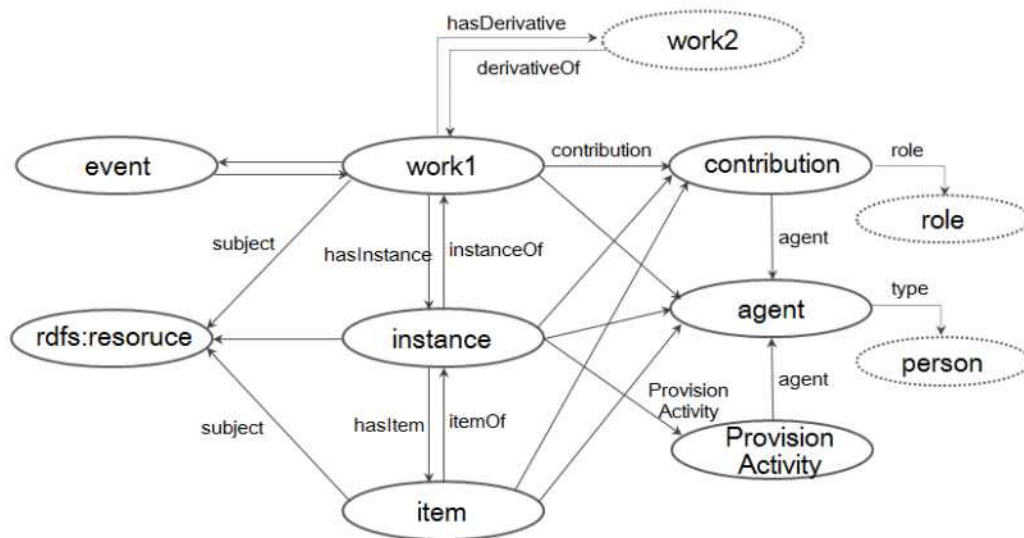 hasDerivative
work2
derivativeOf
event
work1
contribution
contribution
role
role
subject
hasInstance
instanceOf
agent
rdfs:resoruce
instance
agent
type
person
subject
hasItem
itemOf
Provision
Activity
agent
Provision
Activity
item